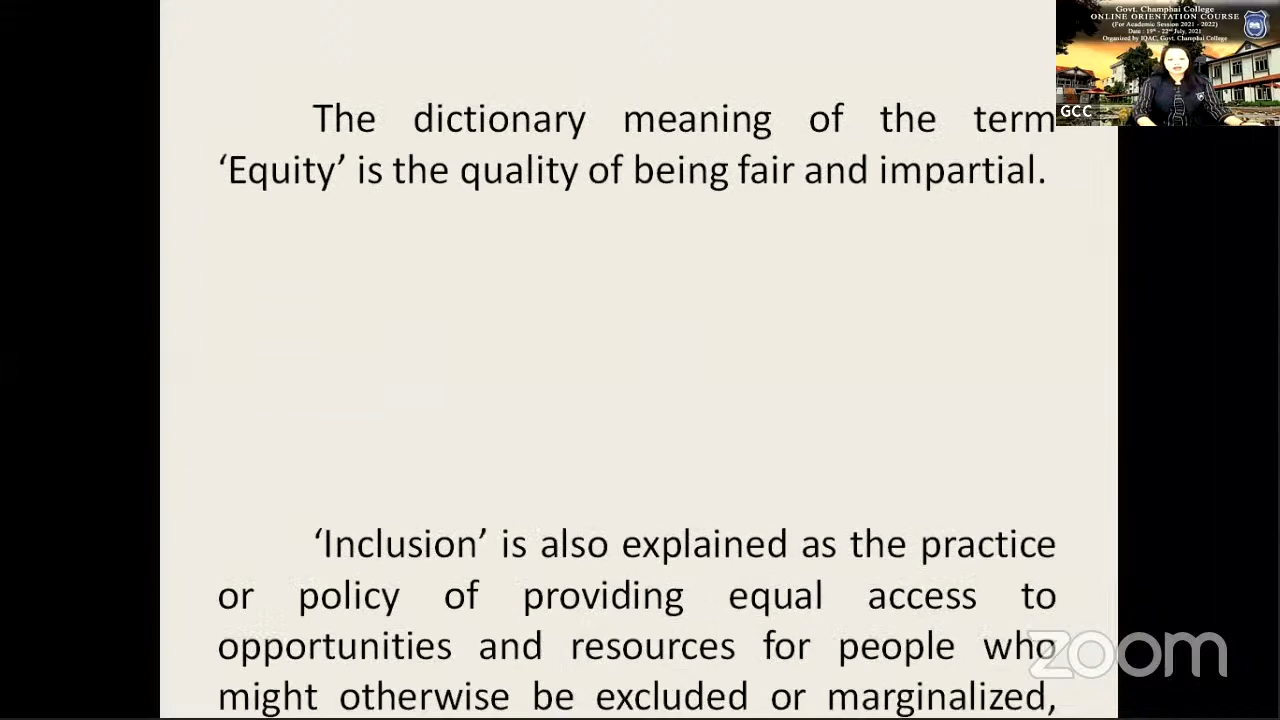 Govt. Champhai College
ONLINE ORIENTATION COURSE
(For Academic Session 2021 - 2022)
Date : 19th - 22nd July, 2021
Organized by IQAC, Govt. Champhai College
GCC
The dictionary meaning of the term
‘Equity’ is the quality of being fair and impartial.
‘Inclusion’ is also explained as the practice
or policy of providing equal access to
opportunities and resources for people who
might otherwise be excluded or marginalized,
zoom